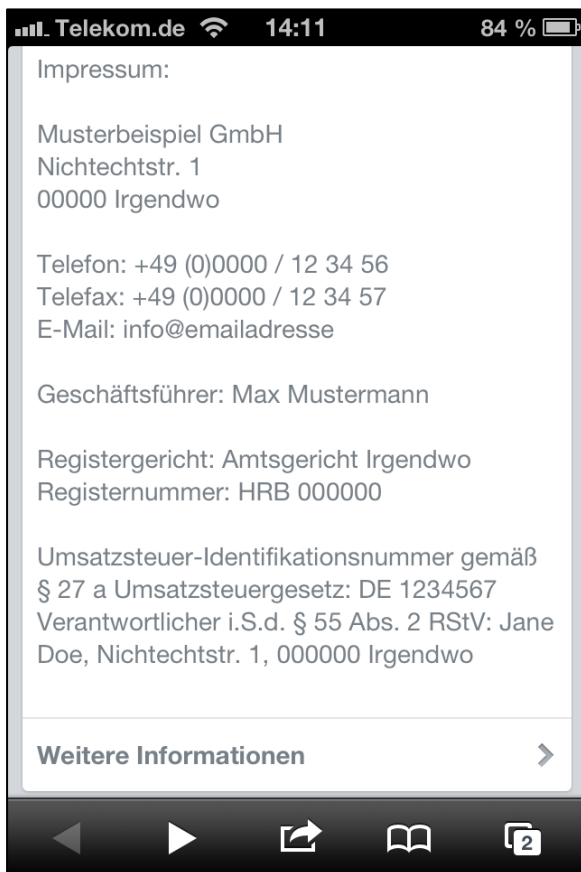 Telekom.de 14:11 84 %
Impressum:
Musterbeispiel GmbH
Nichtechtstr. 1
00000 Irgendwo
Telefon: +49 (0)0000 / 12 34 56
Telefax: +49 (0)0000 / 12 34 57
E-Mail: info@emailadresse
Geschäftsführer: Max Mustermann
Registergericht: Amtsgericht Irgendwo
Registernummer: HRB 000000
Umsatzsteuer-Identifikationsnummer gemäß
§ 27 a Umsatzsteuergesetz: DE 1234567
Verantwortlicher i.S.d. § 55 Abs. 2 RStV: Jane
Doe, Nichtechtstr. 1, 000000 Irgendwo
Weitere Informationen
2